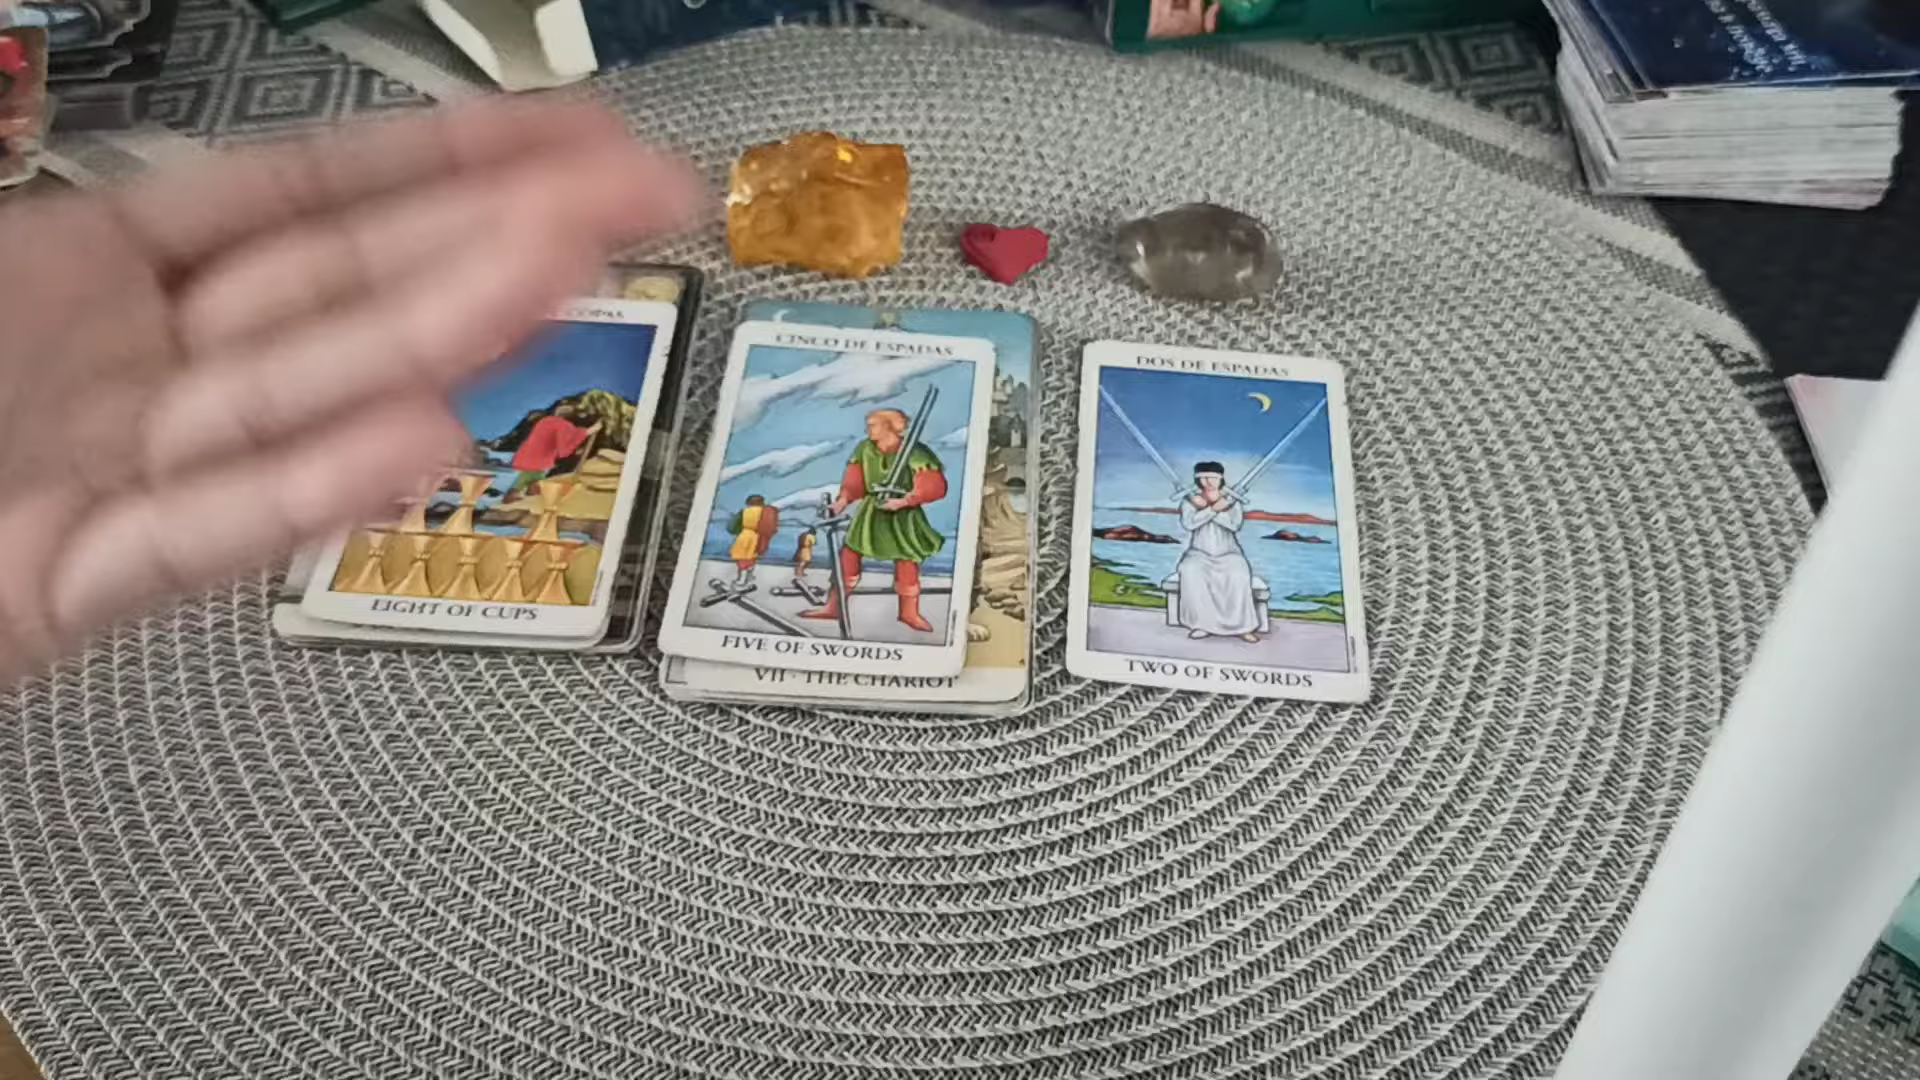 COPAS
EIGHT OF CUPS
CINCO DE ESPADAS
FIVE OF SWORDS
VII · THE CHARIOT
DOS DE ESPADAS
TWO OF SWORDS